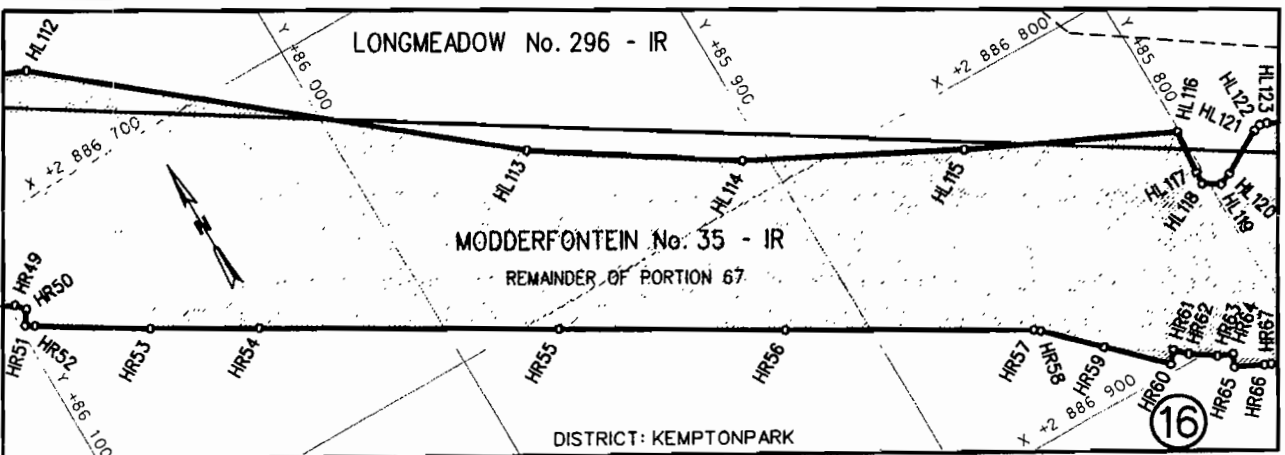 HL112
Y +86 000
LONGMEADOW No. 296 - IR
Y +85 900
X +2 886 800
Y +85 800
HL116
HL121
HL122
HL123
X +2 886 700
HL113
HL114
HL115
HL117
HL118
HL119
HL120
N
MODDERFONTEIN No. 35 - IR
REMAINDER OF PORTION 67
HR49
HR50
HR51
HR52
HR53
HR54
HR55
HR56
HR57
HR58
HR59
HR60
HR61
HR62
HR63
HR64
HR65
HR66
HR67
Y +86 100
X +2 886 900
16
DISTRICT: KEMPTONPARK